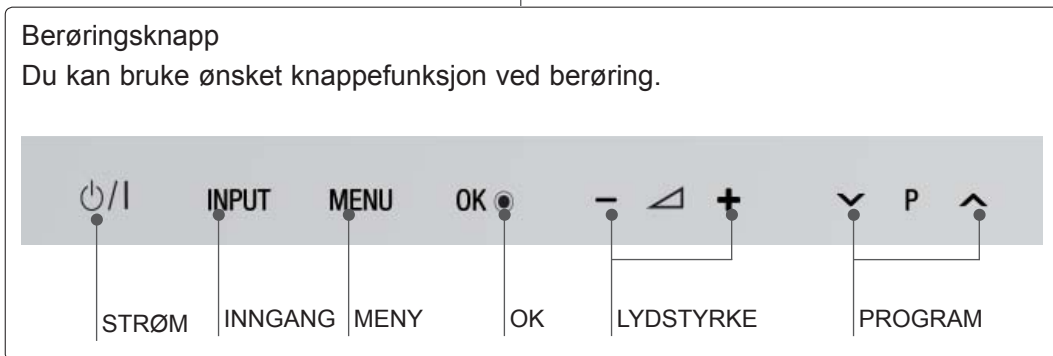 Berøringsknapp
Du kan bruke ønsket knappefunksjon ved berøring.
⏻/I INPUT MENU OK ◉ − ⊿ + ∨ P ∧
STRØM INNGANG MENY OK LYDSTYRKE PROGRAM